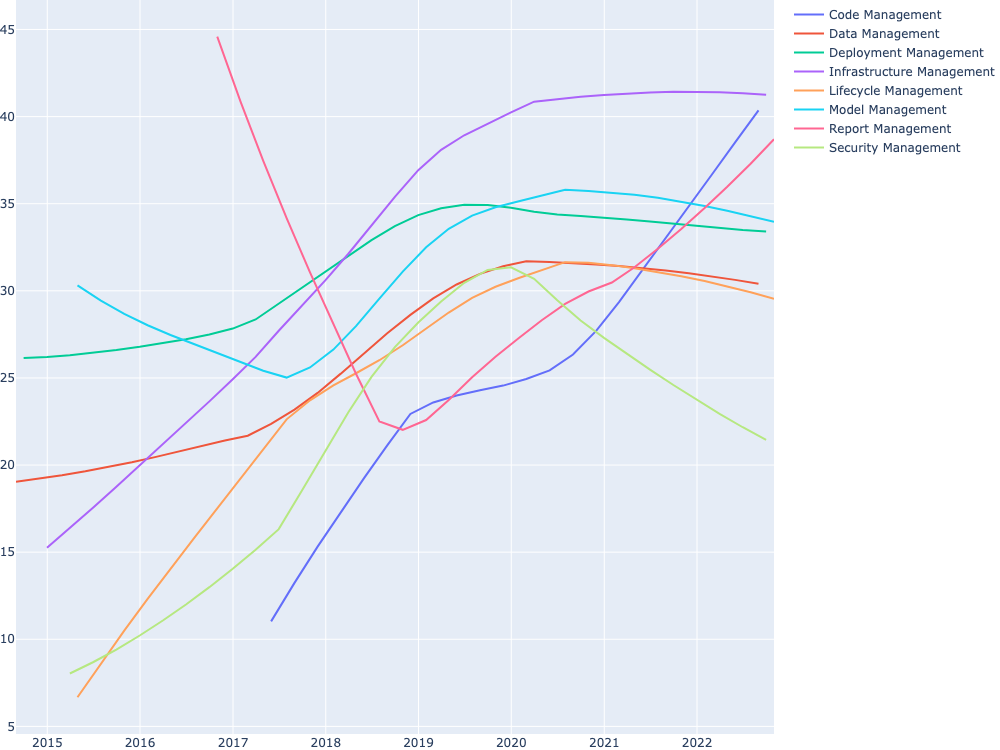 45
40
35
30
25
20
15
10
5
2015 2016 2017 2018 2019 2020 2021 2022
Code Management
Data Management
Deployment Management
Infrastructure Management
Lifecycle Management
Model Management
Report Management
Security Management